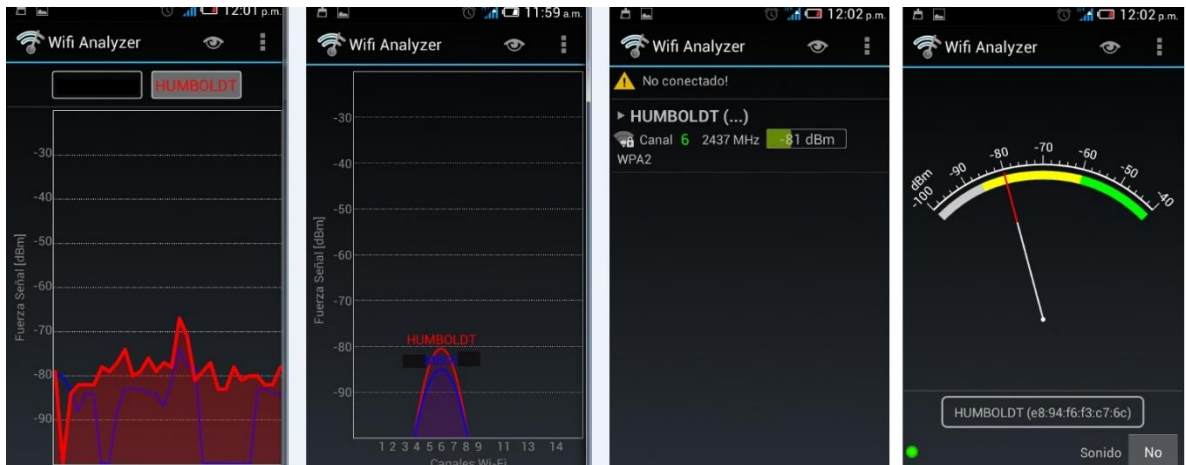 12:01 p.m.
Wifi Analyzer
HUMBOLDT
-30
-40
-50
-60
-70
-80
-90
Fuerza Señal [dBm]
11:59 a.m.
Wifi Analyzer
-30
-40
-50
-60
-70
-80
-90
Fuerza Señal [dBm]
HUMBOLDT
1 2 3 4 5 6 7 8 9 11 13 14
Canales Wi-Fi
12:02 p.m.
Wifi Analyzer
No conectado!
HUMBOLDT (...)
Canal 6 2437 MHz -81 dBm
WPA2
12:02 p.m.
Wifi Analyzer
dBm
-100 -90 -80 -70 -60 -50 -40
HUMBOLDT (e8:94:f6:f3:c7:6c)
Sonido No